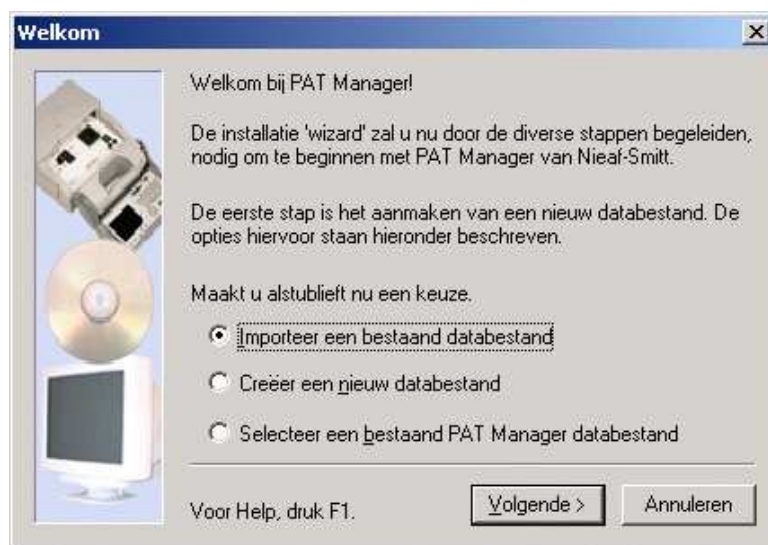 Welkom
Welkom bij PAT Manager!
De installatie 'wizard' zal u nu door de diverse stappen begeleiden,
nodig om te beginnen met PAT Manager van Nieaf-Smitt.
De eerste stap is het aanmaken van een nieuw databestand. De
opties hiervoor staan hieronder beschreven.
Maakt u alstublieft nu een keuze.
Importeer een bestaand databestand
Creëer een nieuw databestand
Selecteer een bestaand PAT Manager databestand
Voor Help, druk F1.
Volgende >
Annuleren